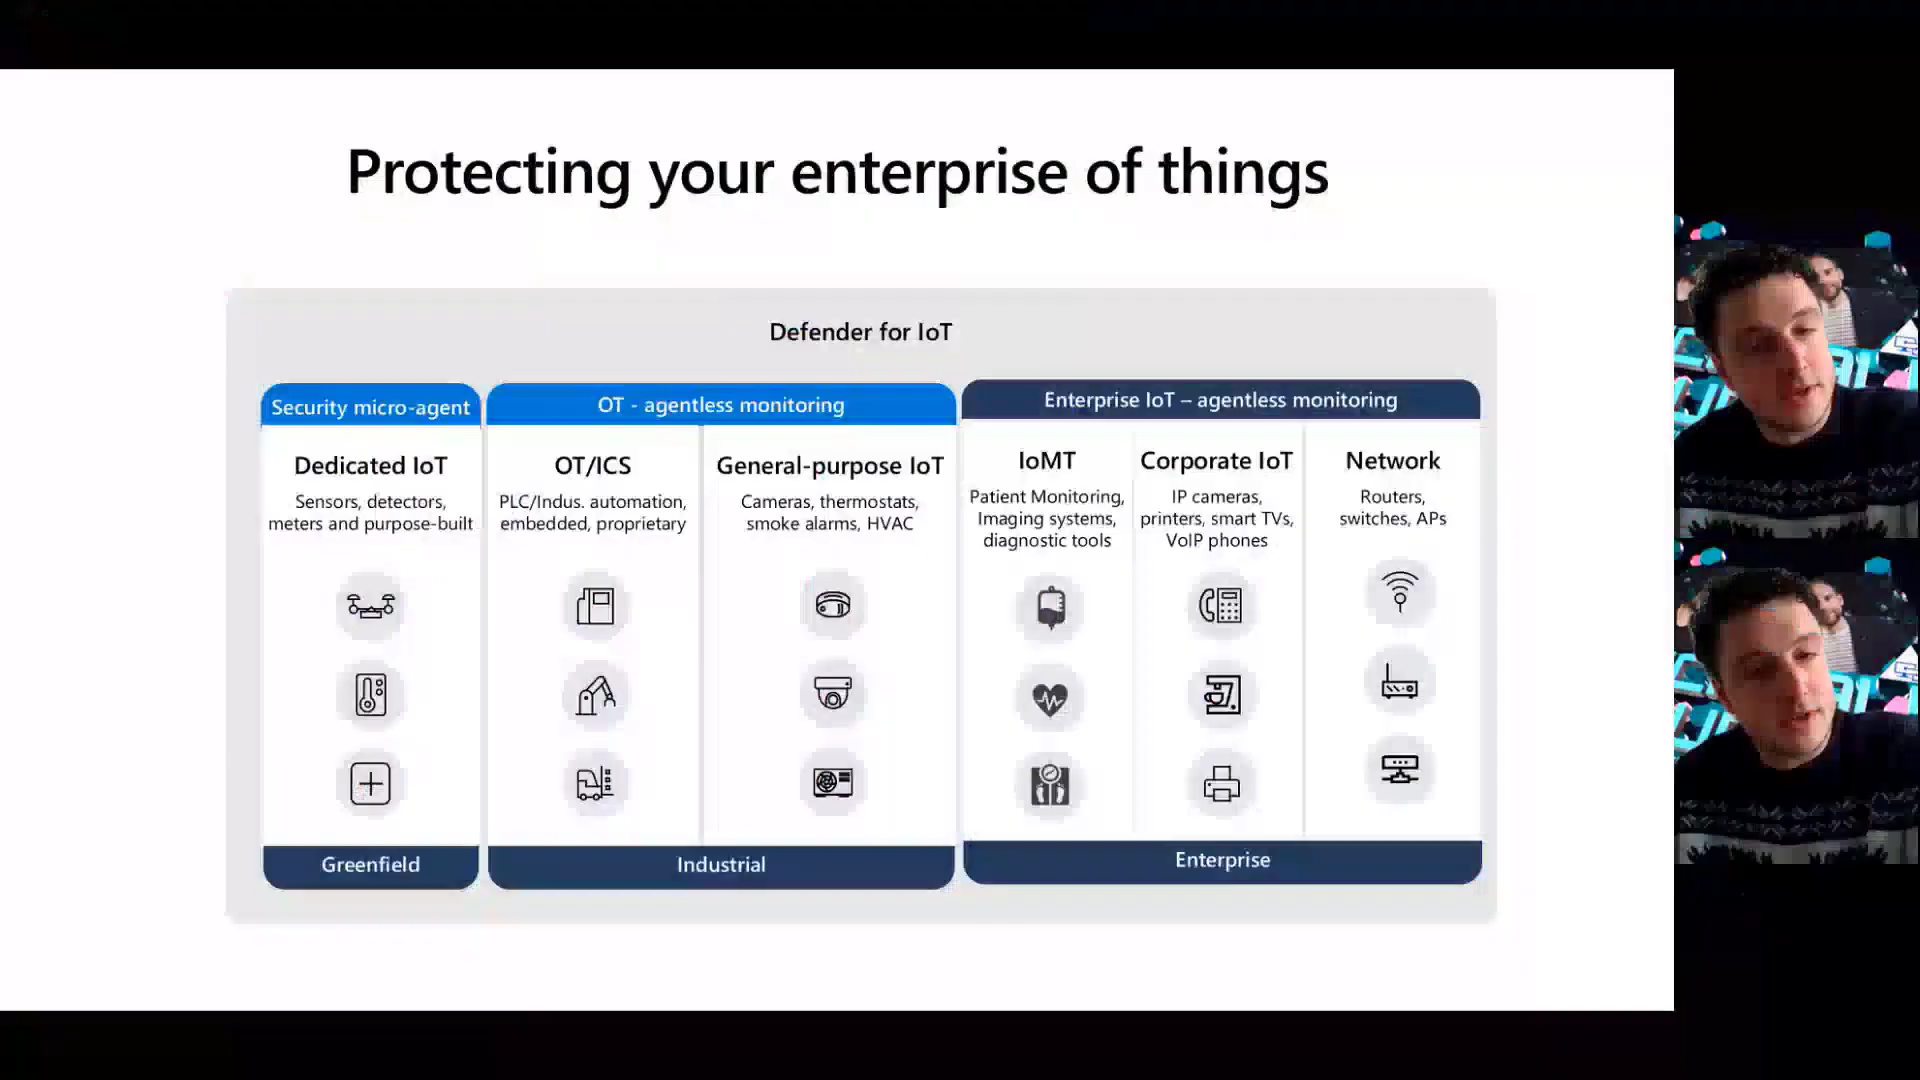 Protecting your enterprise of things
Defender for IoT
Security micro-agent
OT - agentless monitoring
Enterprise IoT – agentless monitoring
Dedicated IoT
Sensors, detectors,
meters and purpose-built
OT/ICS
PLC/Indus. automation,
embedded, proprietary
General-purpose IoT
Cameras, thermostats,
smoke alarms, HVAC
IoMT
Patient Monitoring,
Imaging systems,
diagnostic tools
Corporate IoT
IP cameras,
printers, smart TVs,
VoIP phones
Network
Routers,
switches, APs
Greenfield
Industrial
Enterprise